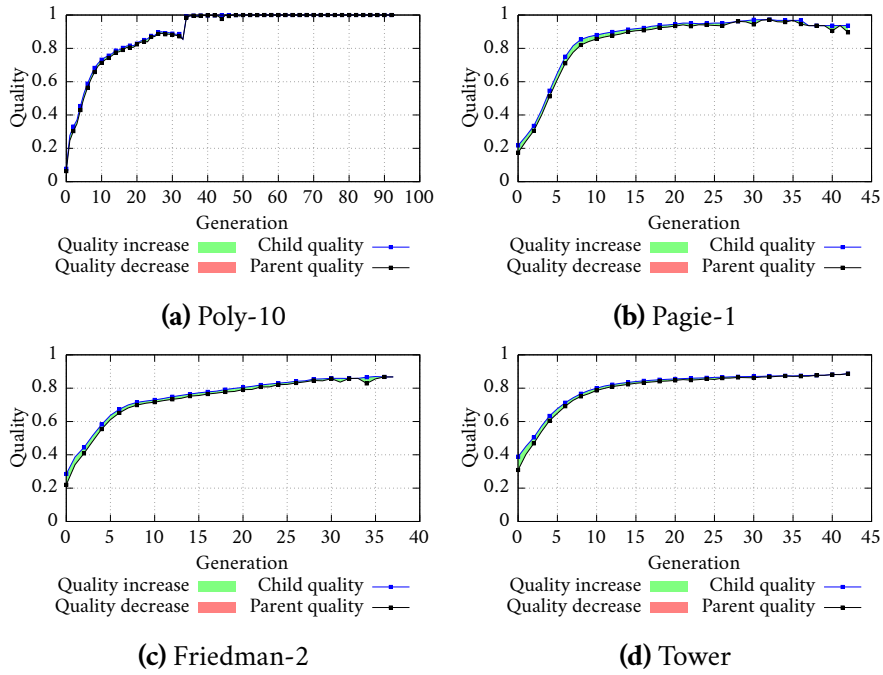 1
0.8
0.6
0.4
0.2
0
Quality
0 10 20 30 40 50 60 70 80 90 100
Generation
Quality increase Child quality
Quality decrease Parent quality
(a) Poly-10
1
0.8
0.6
0.4
0.2
0
Quality
0 5 10 15 20 25 30 35 40 45
Generation
Quality increase Child quality
Quality decrease Parent quality
(b) Pagie-1
1
0.8
0.6
0.4
0.2
0
Quality
0 5 10 15 20 25 30 35 40
Generation
Quality increase Child quality
Quality decrease Parent quality
(c) Friedman-2
1
0.8
0.6
0.4
0.2
0
Quality
0 5 10 15 20 25 30 35 40 45
Generation
Quality increase Child quality
Quality decrease Parent quality
(d) Tower